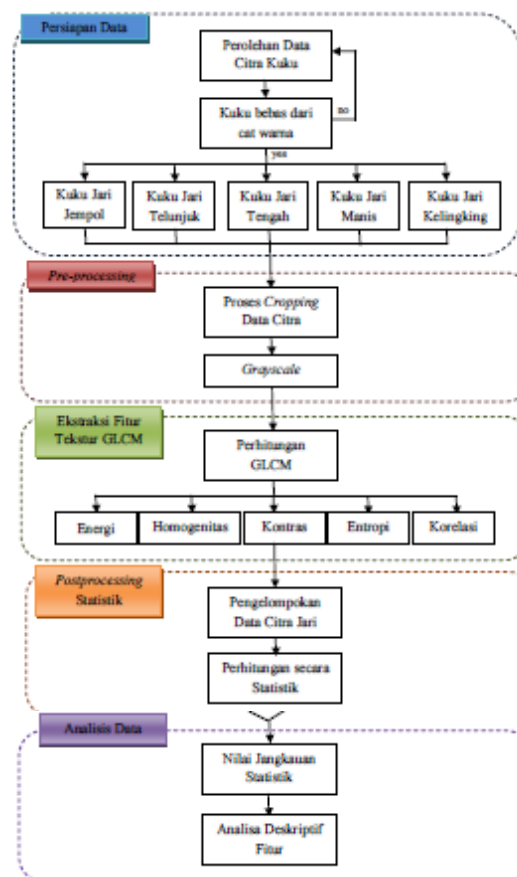 Persiapan Data
Perolehan Data
Citra Kuku
Kuku bebas dari
cat warna
no
yes
Kuku Jari
Jempol
Kuku Jari
Telunjuk
Kuku Jari
Tengah
Kuku Jari
Manis
Kuku Jari
Kelingking
Pre-processing
Proses Cropping
Data Citra
Grayscale
Ekstraksi Fitur
Tekstur GLCM
Perhitungan
GLCM
Energi
Homogenitas
Kontras
Entropi
Korelasi
Postprocessing
Statistik
Pengelompokan
Data Citra Jari
Perhitungan secara
Statistik
Analisis Data
Nilai Jangkauan
Statistik
Analisa Deskriptif
Fitur